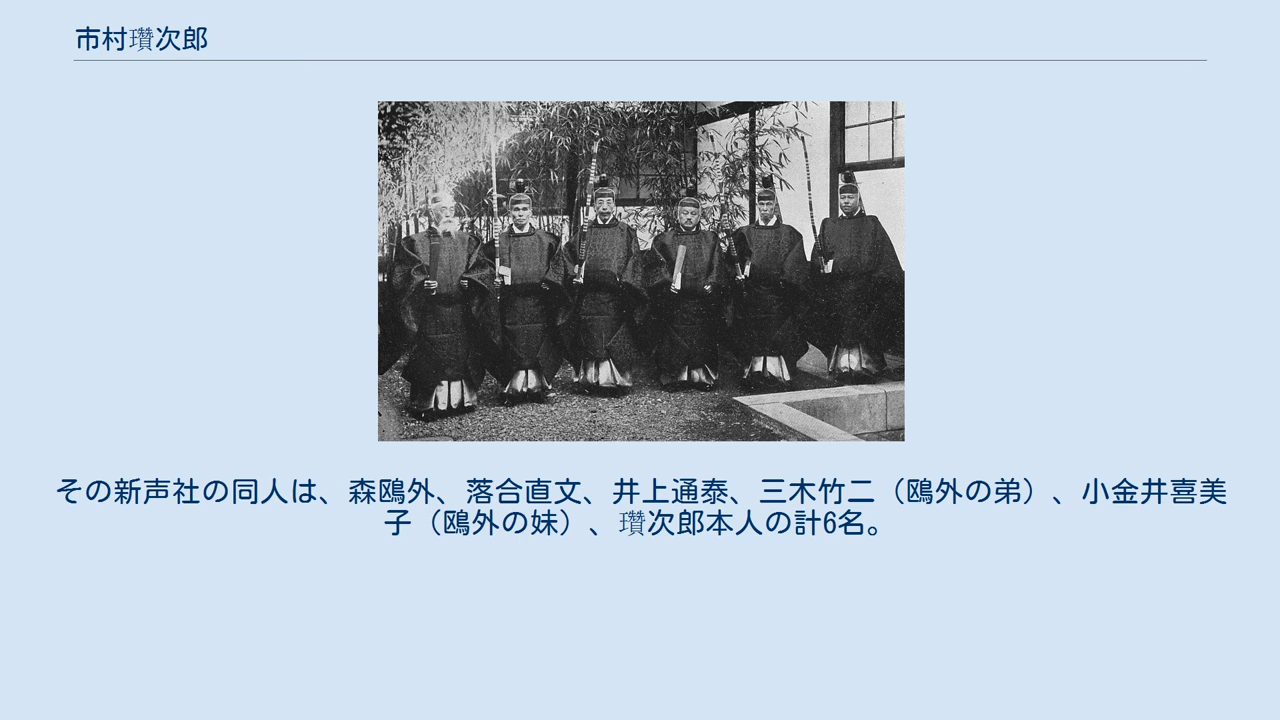 市村瓚次郎
その新声社の同人は、森鴎外、落合直文、井上通泰、三木竹二（鴎外の弟）、小金井喜美
子（鴎外の妹）、瓚次郎本人の計6名。